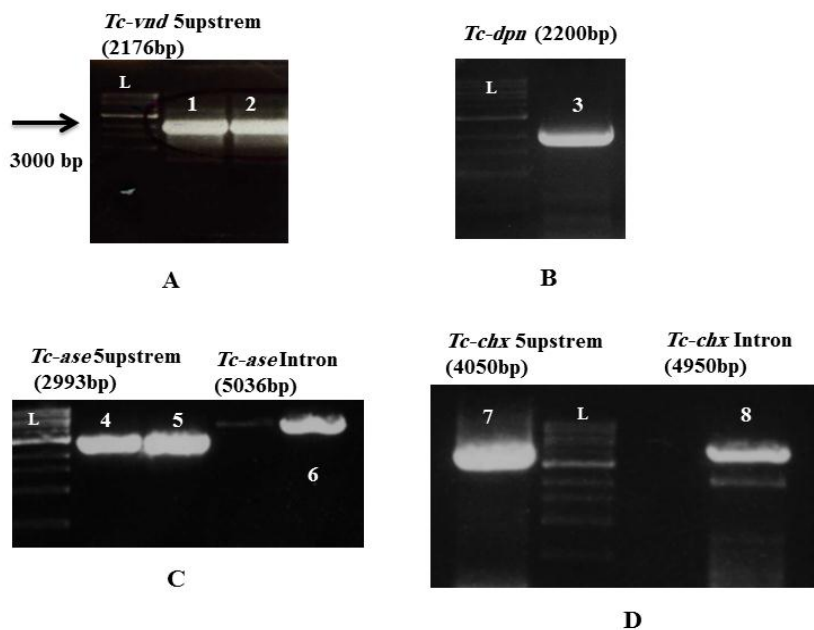 Tc-vnd 5upstrem
(2176bp)
L
1 2
3000 bp
A
Tc-dpn (2200bp)
L
3
B
Tc-ase 5upstrem
(2993bp)
Tc-ase Intron
(5036bp)
L
4 5
6
C
Tc-chx 5upstrem
(4050bp)
Tc-chx Intron
(4950bp)
7
L
8
D